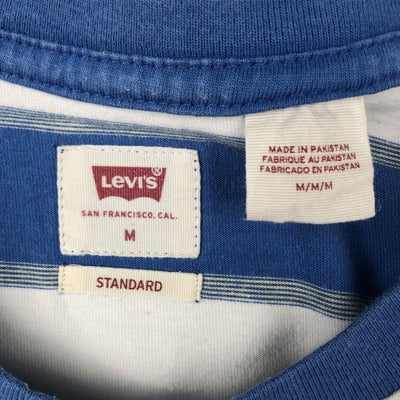 LEVI'S®
SAN FRANCISCO, CAL.
M
STANDARD
MADE IN PAKISTAN
FABRIQUE AU PAKISTAN
FABRICADO EN PAKISTAN
M/M/M